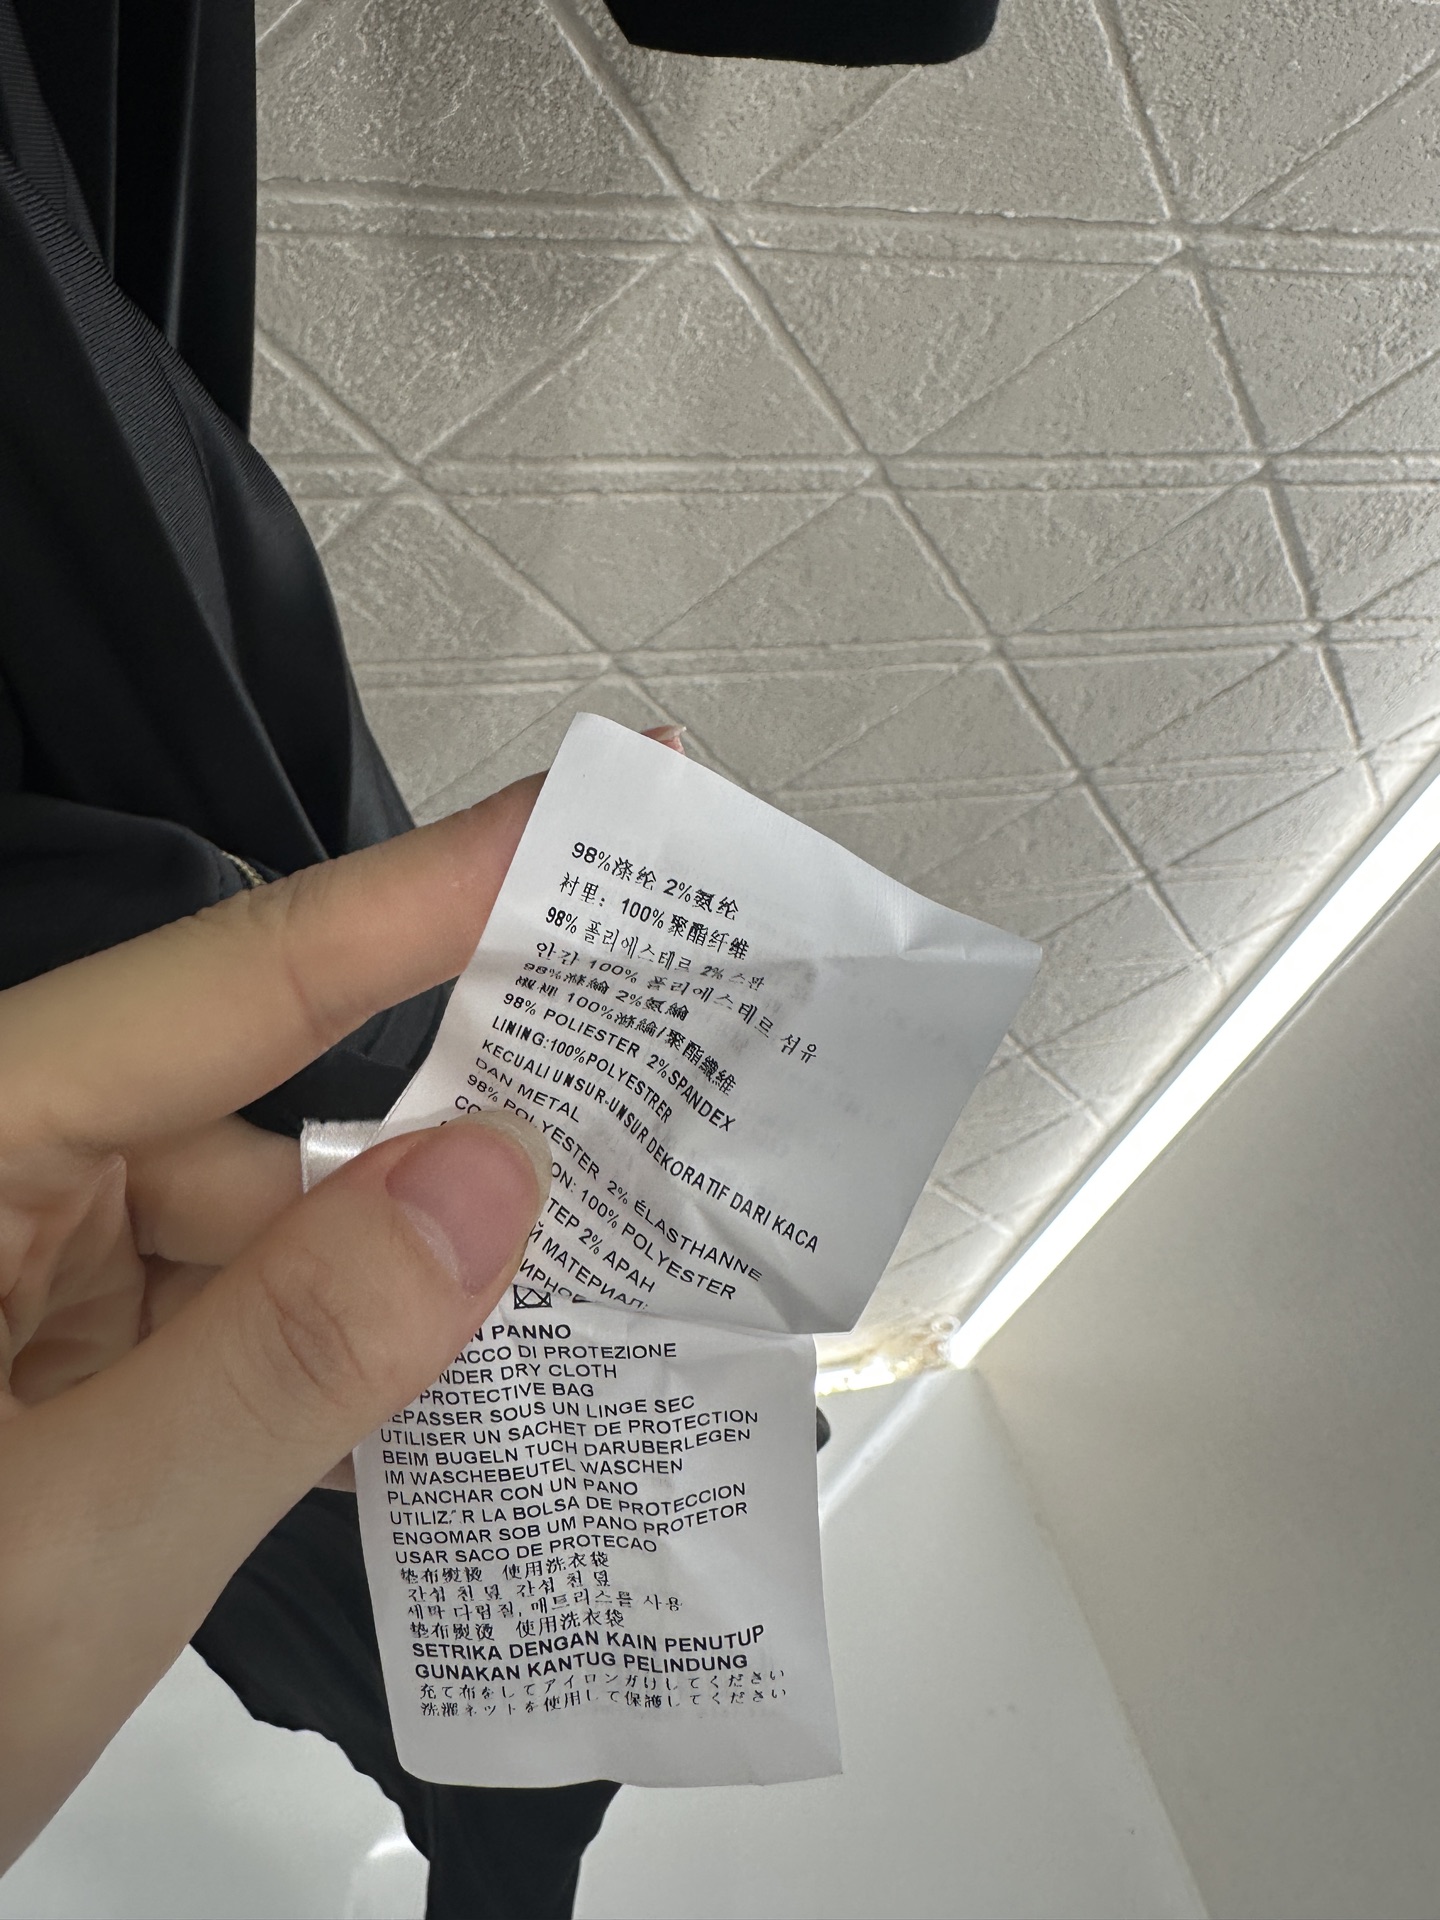 98%涤纶 2%氨纶
衬里: 100%聚酯纤维
98% 폴리에스테르 2% 스판
안감 100% 폴리에스테르 섬유
98%滌綸 2%氨綸
100%滌綸/聚酯纖維
98% POLIESTER 2%SPANDEX
LINING:100%POLYESTRER
KECUALI UNSUR-UNSUR DEKORATIF DARI KACA
DAN METAL
98% POLYESTER 2% ÉLASTHANNE
CO ON: 100% POLYESTER
ТЕР 2% АРАН
Й МАТЕРИАЛ:
ИРНОЕ
N PANNO
ACCO DI PROTEZIONE
NDER DRY CLOTH
PROTECTIVE BAG
EPASSER SOUS UN LINGE SEC
UTILISER UN SACHET DE PROTECTION
BEIM BUGELN TUCH DARUBERLEGEN
IM WASCHEBEUTEL WASCHEN
PLANCHAR CON UN PANO
UTILIZ R LA BOLSA DE PROTECCION
ENGOMAR SOB UM PANO PROTETOR
USAR SACO DE PROTECAO
垫布熨烫 使用洗衣袋
간섭 친 덮 간섭 친 덮
세탁 다림질, 매트리스를 사용
垫布熨烫 使用洗衣袋
SETRIKA DENGAN KAIN PENUTUP
GUNAKAN KANTUG PELINDUNG
充て布をしてアイロンがけしてください
洗濯ネットを使用して保護してください